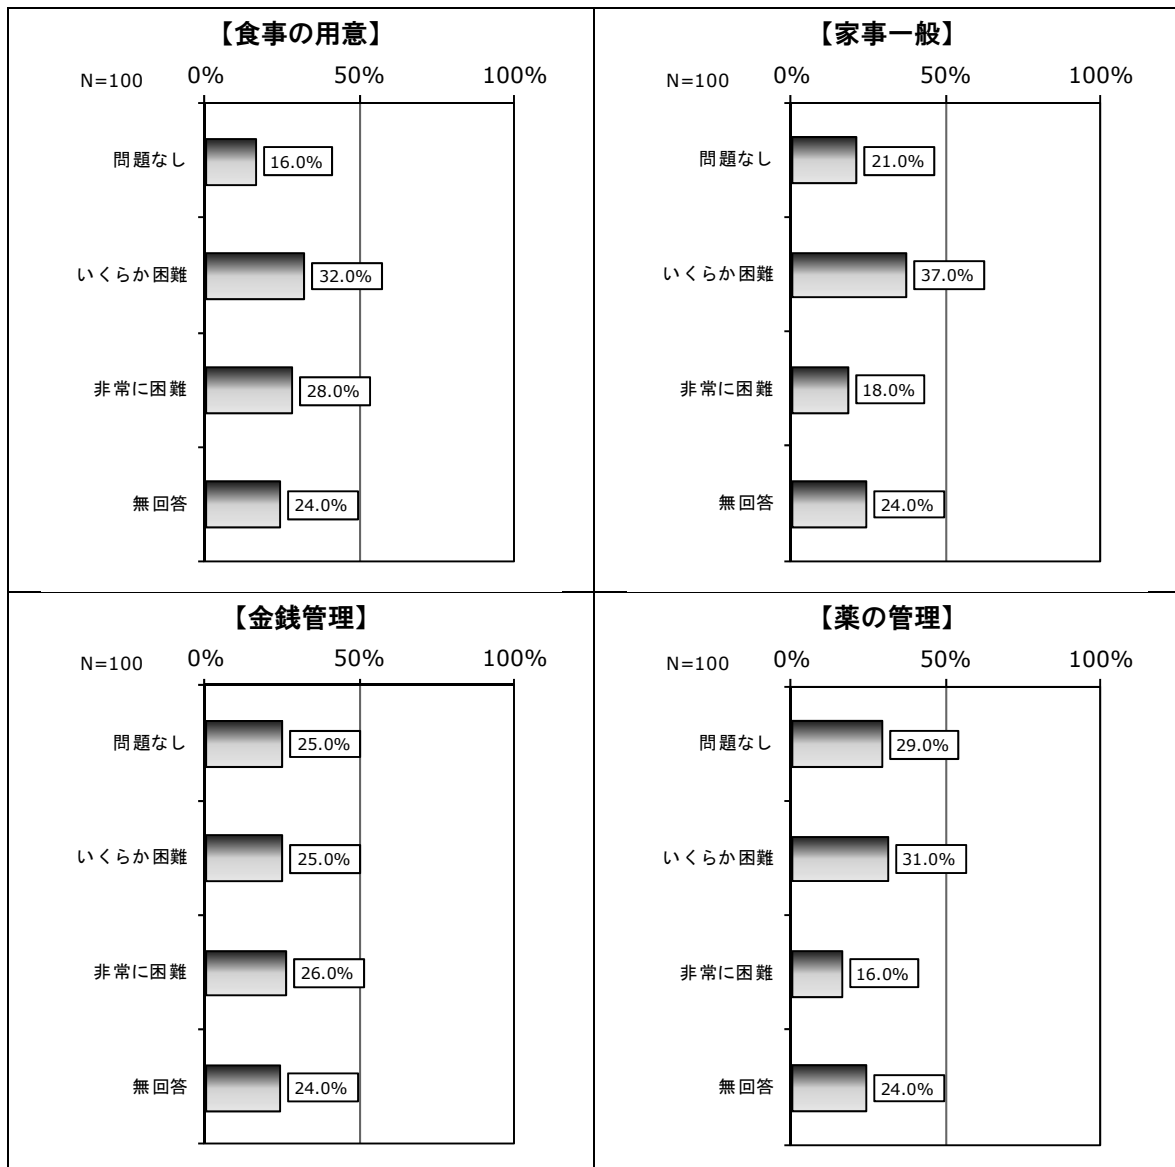 【食事の用意】
N=100 0% 50% 100%
問題なし 16.0%
いくらか困難 32.0%
非常に困難 28.0%
無回答 24.0%
【家事一般】
N=100 0% 50% 100%
問題なし 21.0%
いくらか困難 37.0%
非常に困難 18.0%
無回答 24.0%
【金銭管理】
N=100 0% 50% 100%
問題なし 25.0%
いくらか困難 25.0%
非常に困難 26.0%
無回答 24.0%
【薬の管理】
N=100 0% 50% 100%
問題なし 29.0%
いくらか困難 31.0%
非常に困難 16.0%
無回答 24.0%